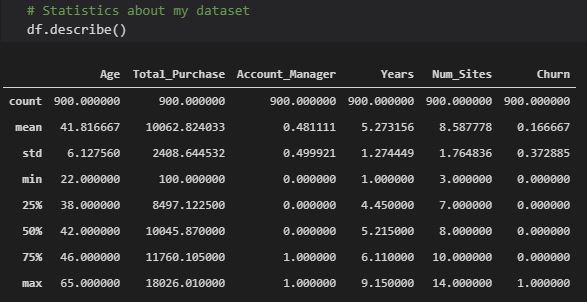 # Statistics about my dataset
df.describe()
Age Total_Purchase Account_Manager Years Num_Sites Churn
count 900.000000 900.000000 900.000000 900.000000 900.000000 900.000000
mean 41.816667 10062.824033 0.481111 5.273156 8.587778 0.166667
std 6.127560 2408.644532 0.499921 1.274449 1.764836 0.372885
min 22.000000 100.000000 0.000000 1.000000 3.000000 0.000000
25% 38.000000 8497.122500 0.000000 4.450000 7.000000 0.000000
50% 42.000000 10045.870000 0.000000 5.215000 8.000000 0.000000
75% 46.000000 11760.105000 1.000000 6.110000 10.000000 0.000000
max 65.000000 18026.010000 1.000000 9.150000 14.000000 1.000000